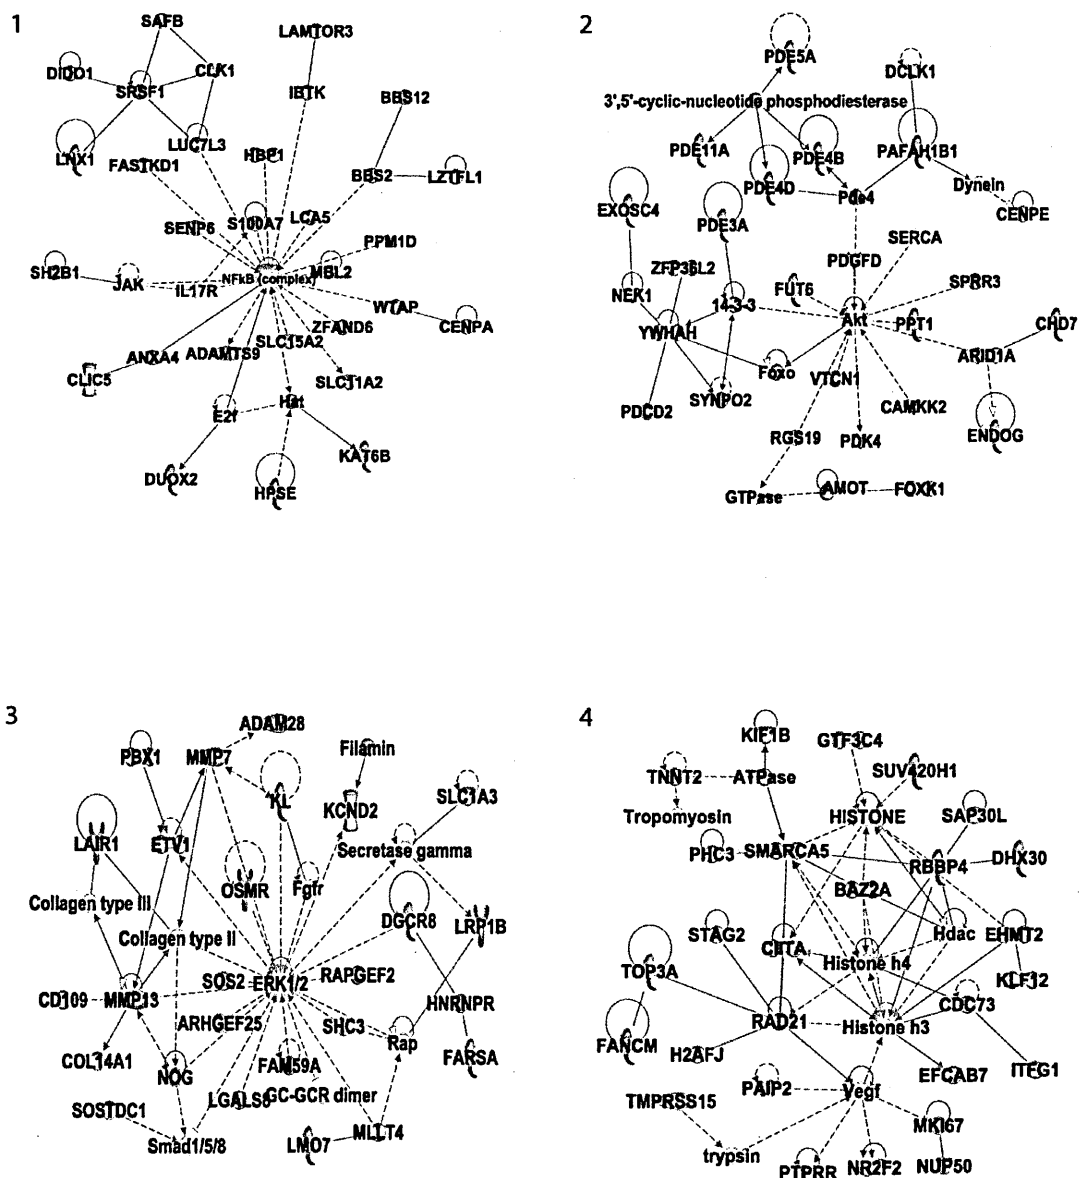 1
SAFB
LAMTOR3
DIDO1
CLK1
SRSF1
IBTK
BBS12
LUC7L3
LNX1
FASTKD1
HBP1
BBS2
LZTFL1
SENP6
S100A7
LCA5
PPM1D
SH2B1
JAK
IL17R
NFkB (complex)
MBL2
WTAP
CENPA
ZFAND6
SLC15A2
ANXA4
ADAMTS9
CLIC5
SLC11A2
E2f
Hat
KAT6B
DUOX2
HPSE
2
PDE5A
DCLK1
3',5'-cyclic-nucleotide phosphodiesterase
PDE11A
PDE4B
PAFAH1B1
PDE4D
Pde4
Dynein
CENPE
EXOSC4
PDE3A
SERCA
ZFP36L2
PDGFD
NEK1
14-3-3
FUT6
SPRR3
YWHAH
Akt
PPT1
CHD7
ARID1A
Foxo
VTCN1
SYNPO2
PDCD2
CAMKK2
RGS19
PDK4
ENDOG
GTPase
AMOT
FOXK1
3
ADAM28
PBX1
MMP7
Filamin
KL
KCND2
SLC1A3
LAIR1
ETV1
Secretase gamma
OSMR
Fgfr
Collagen type III
DGCR8
LRP1B
Collagen type II
SOS2
ERK1/2
RAPGEF2
CD109
MMP13
HNRNPR
ARHGEF25
SHC3
Rap
COL14A1
NOG
FAM59A
FARSA
LGALS8
GC-GCR dimer
SOSTDC1
Smad1/5/8
LMO7
MLLT4
4
KIF1B
GTF3C4
TNNT2
ATPase
SUV420H1
Tropomyosin
HISTONE
SAP30L
PHC3
SMARCA5
RBBP4
DHX30
BAZ2A
STAG2
CIITA
Hdac
EHMT2
TOP3A
Histone h4
KLF12
CDC73
RAD21
Histone h3
FANCM
H2AFJ
EFCAB7
ITFG1
PAIP2
Vegf
TMPRSS15
MKI67
trypsin
PTPRR
NR2F2
NUP50